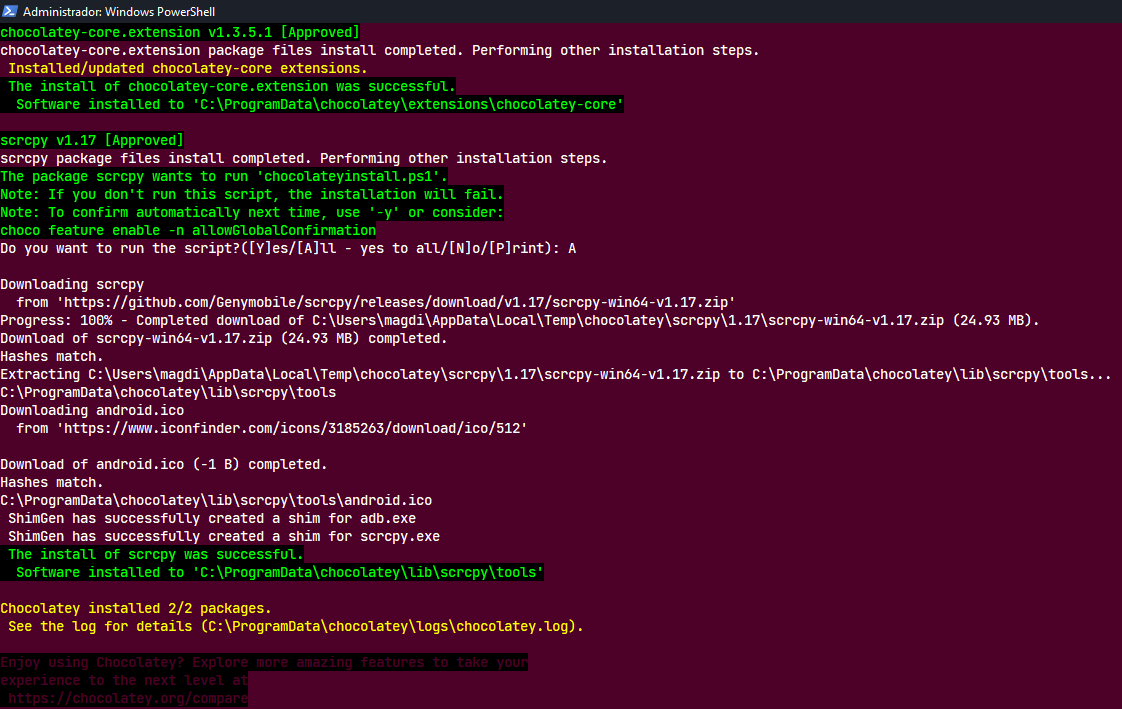 Administrador: Windows PowerShell
chocolatey-core.extension v1.3.5.1 [Approved]
chocolatey-core.extension package files install completed. Performing other installation steps.
 Installed/updated chocolatey-core extensions.
 The install of chocolatey-core.extension was successful.
  Software installed to 'C:\ProgramData\chocolatey\extensions\chocolatey-core'

scrcpy v1.17 [Approved]
scrcpy package files install completed. Performing other installation steps.
The package scrcpy wants to run 'chocolateyinstall.ps1'.
Note: If you don't run this script, the installation will fail.
Note: To confirm automatically next time, use '-y' or consider:
choco feature enable -n allowGlobalConfirmation
Do you want to run the script?([Y]es/[A]ll - yes to all/[N]o/[P]rint): A

Downloading scrcpy
  from 'https://github.com/Genymobile/scrcpy/releases/download/v1.17/scrcpy-win64-v1.17.zip'
Progress: 100% - Completed download of C:\Users\magdi\AppData\Local\Temp\chocolatey\scrcpy\1.17\scrcpy-win64-v1.17.zip (24.93 MB).
Download of scrcpy-win64-v1.17.zip (24.93 MB) completed.
Hashes match.
Extracting C:\Users\magdi\AppData\Local\Temp\chocolatey\scrcpy\1.17\scrcpy-win64-v1.17.zip to C:\ProgramData\chocolatey\lib\scrcpy\tools...
C:\ProgramData\chocolatey\lib\scrcpy\tools
Downloading android.ico
  from 'https://www.iconfinder.com/icons/3185263/download/ico/512'

Download of android.ico (-1 B) completed.
Hashes match.
C:\ProgramData\chocolatey\lib\scrcpy\tools\android.ico
 ShimGen has successfully created a shim for adb.exe
 ShimGen has successfully created a shim for scrcpy.exe
 The install of scrcpy was successful.
  Software installed to 'C:\ProgramData\chocolatey\lib\scrcpy\tools'

Chocolatey installed 2/2 packages.
 See the log for details (C:\ProgramData\chocolatey\logs\chocolatey.log).

Enjoy using Chocolatey? Explore more amazing features to take your
experience to the next level at
 https://chocolatey.org/compare